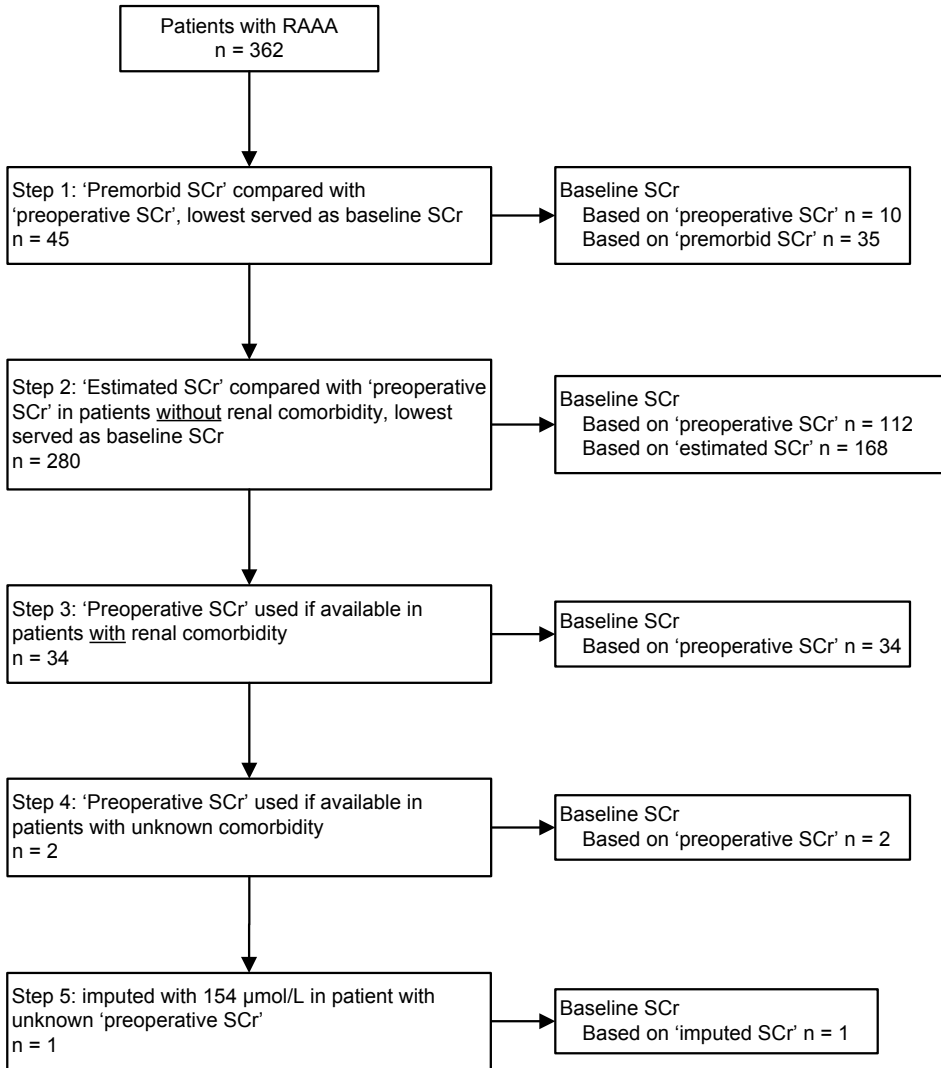 Patients with RAAA
n = 362
Step 1: ‘Premorbid SCr’ compared with
‘preoperative SCr’, lowest served as baseline SCr
n = 45
Baseline SCr
Based on ‘preoperative SCr’ n = 10
Based on ‘premorbid SCr’ n = 35
Step 2: ‘Estimated SCr’ compared with ‘preoperative
SCr’ in patients without renal comorbidity, lowest
served as baseline SCr
n = 280
Baseline SCr
Based on ‘preoperative SCr’ n = 112
Based on ‘estimated SCr’ n = 168
Step 3: ‘Preoperative SCr’ used if available in
patients with renal comorbidity
n = 34
Baseline SCr
Based on ‘preoperative SCr’ n = 34
Step 4: ‘Preoperative SCr’ used if available in
patients with unknown comorbidity
n = 2
Baseline SCr
Based on ‘preoperative SCr’ n = 2
Step 5: imputed with 154 µmol/L in patient with
unknown ‘preoperative SCr’
n = 1
Baseline SCr
Based on ‘imputed SCr’ n = 1